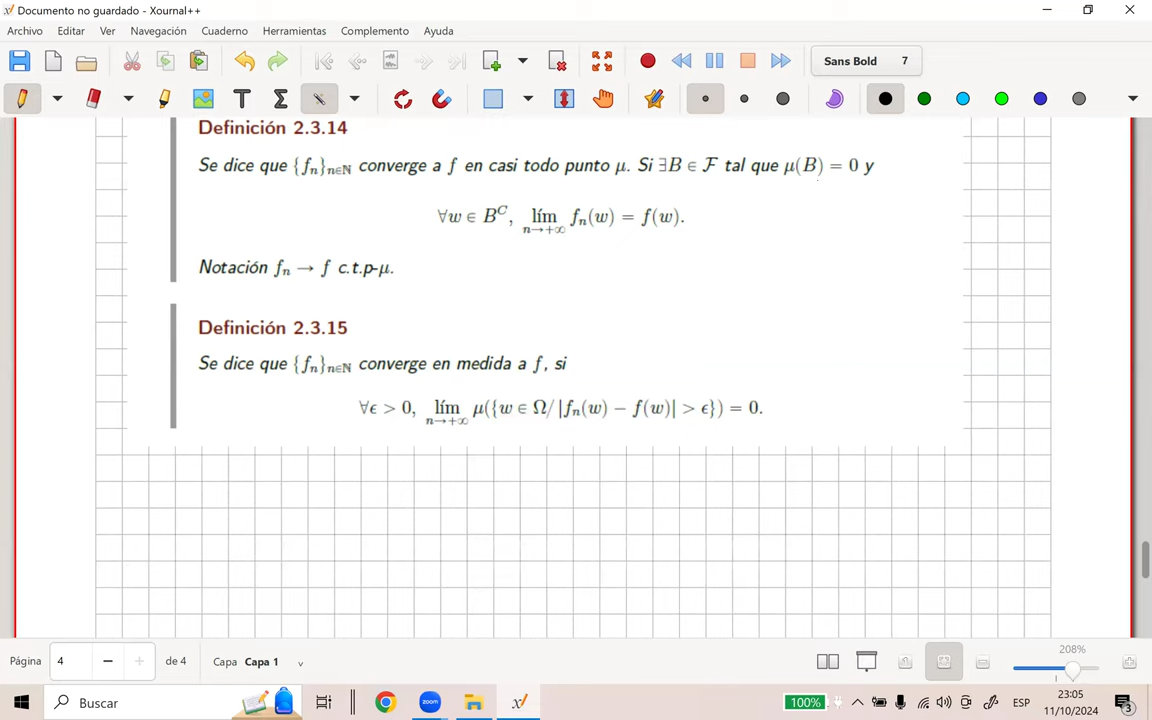 Documento no guardado - Xournal++
Archivo Editar Ver Navegación Cuaderno Herramientas Complemento Ayuda
Sans Bold 7
Definición 2.3.14
Se dice que {fₙ}ₙ∈ℕ converge a f en casi todo punto μ. Si ∃B ∈ ℱ tal que μ(B) = 0 y
∀w ∈ Bᶜ, lím n→+∞ fₙ(w) = f(w).
Notación fₙ → f c.t.p-μ.
Definición 2.3.15
Se dice que {fₙ}ₙ∈ℕ converge en medida a f, si
∀ϵ > 0, lím n→+∞ μ({w ∈ Ω/ |fₙ(w) − f(w)| > ϵ}) = 0.
Página 4 de 4 Capa Capa 1 208%
Buscar zoom 100% ESP 23:05
11/10/2024 3